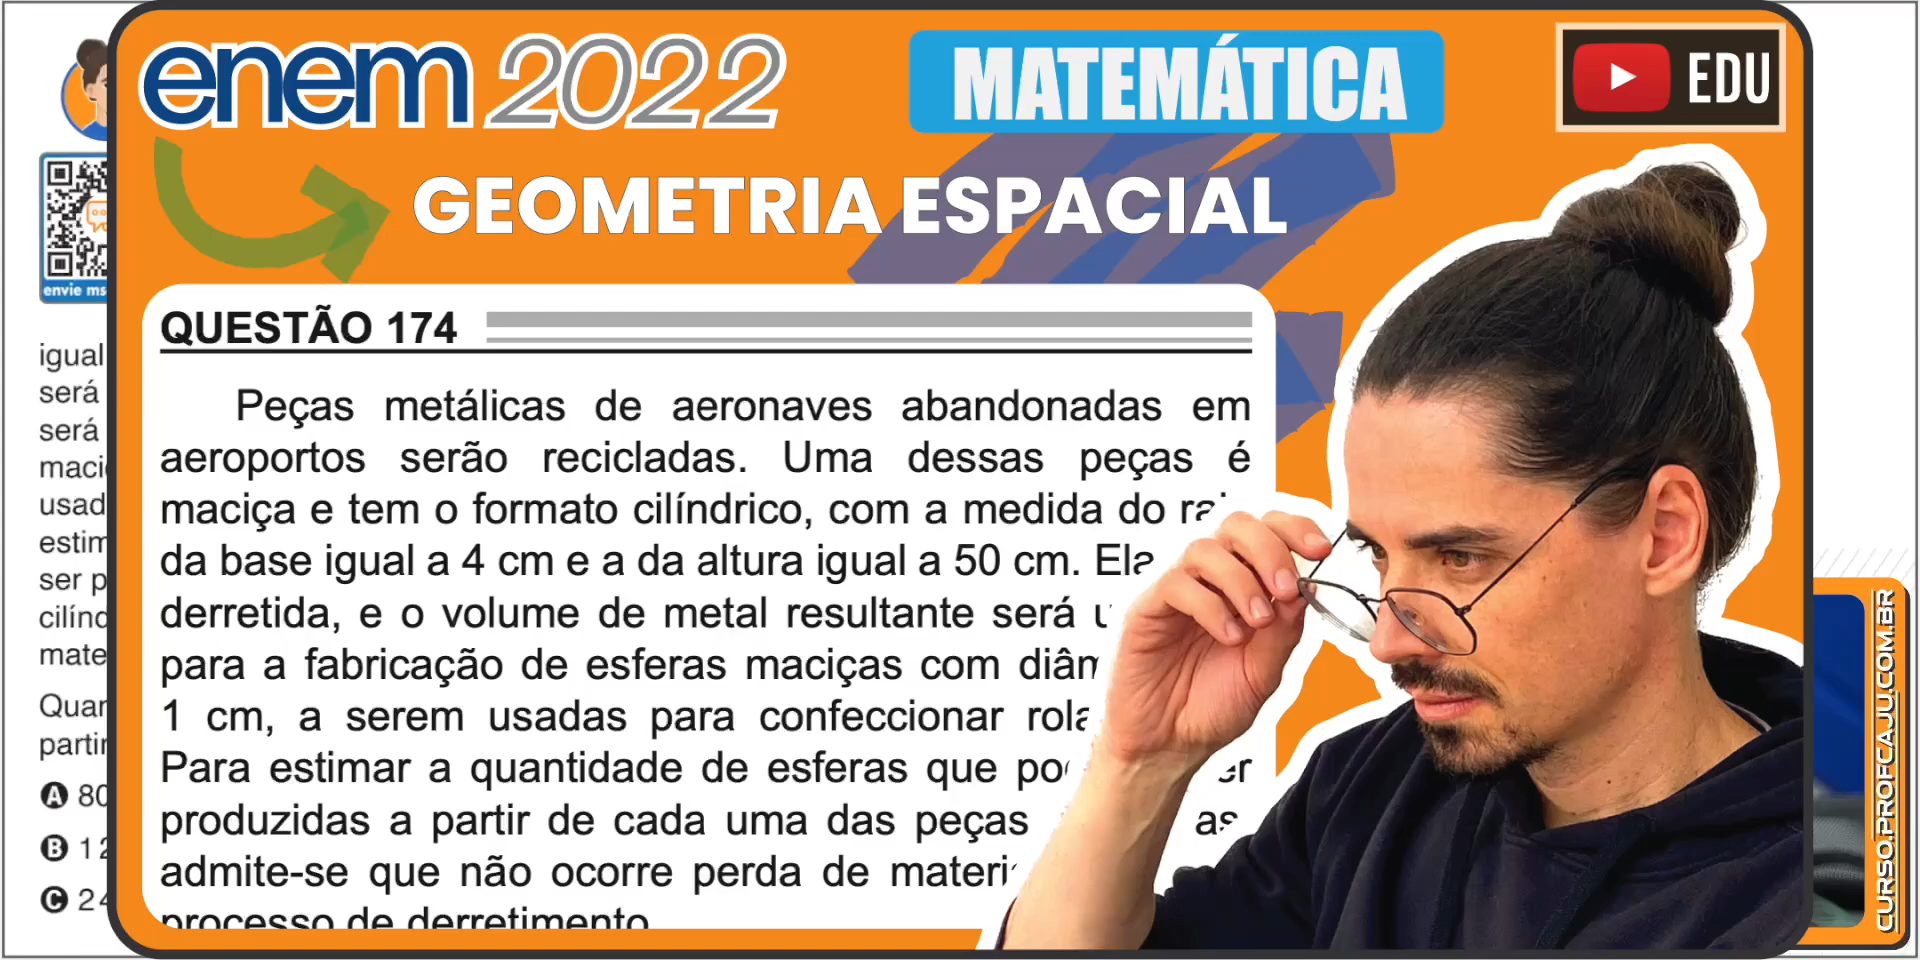 enem 2022
MATEMÁTICA
EDU
GEOMETRIA ESPACIAL
envie
QUESTÃO 174
Peças metálicas de aeronaves abandonadas em
aeroportos serão recicladas. Uma dessas peças é
maciça e tem o formato cilíndrico, com a medida do
da base igual a 4 cm e a da altura igual a 50 cm.
derretida, e o volume de metal resultante será
para a fabricação de esferas maciças com
1 cm, a serem usadas para confeccionar
Para estimar a quantidade de esferas que
produzidas a partir de cada uma das peças
admite-se que não ocorre perda de
processo de derretimento
igual
será
será
A 80
B
C
CURSO.PROFCAJU.COM.BR